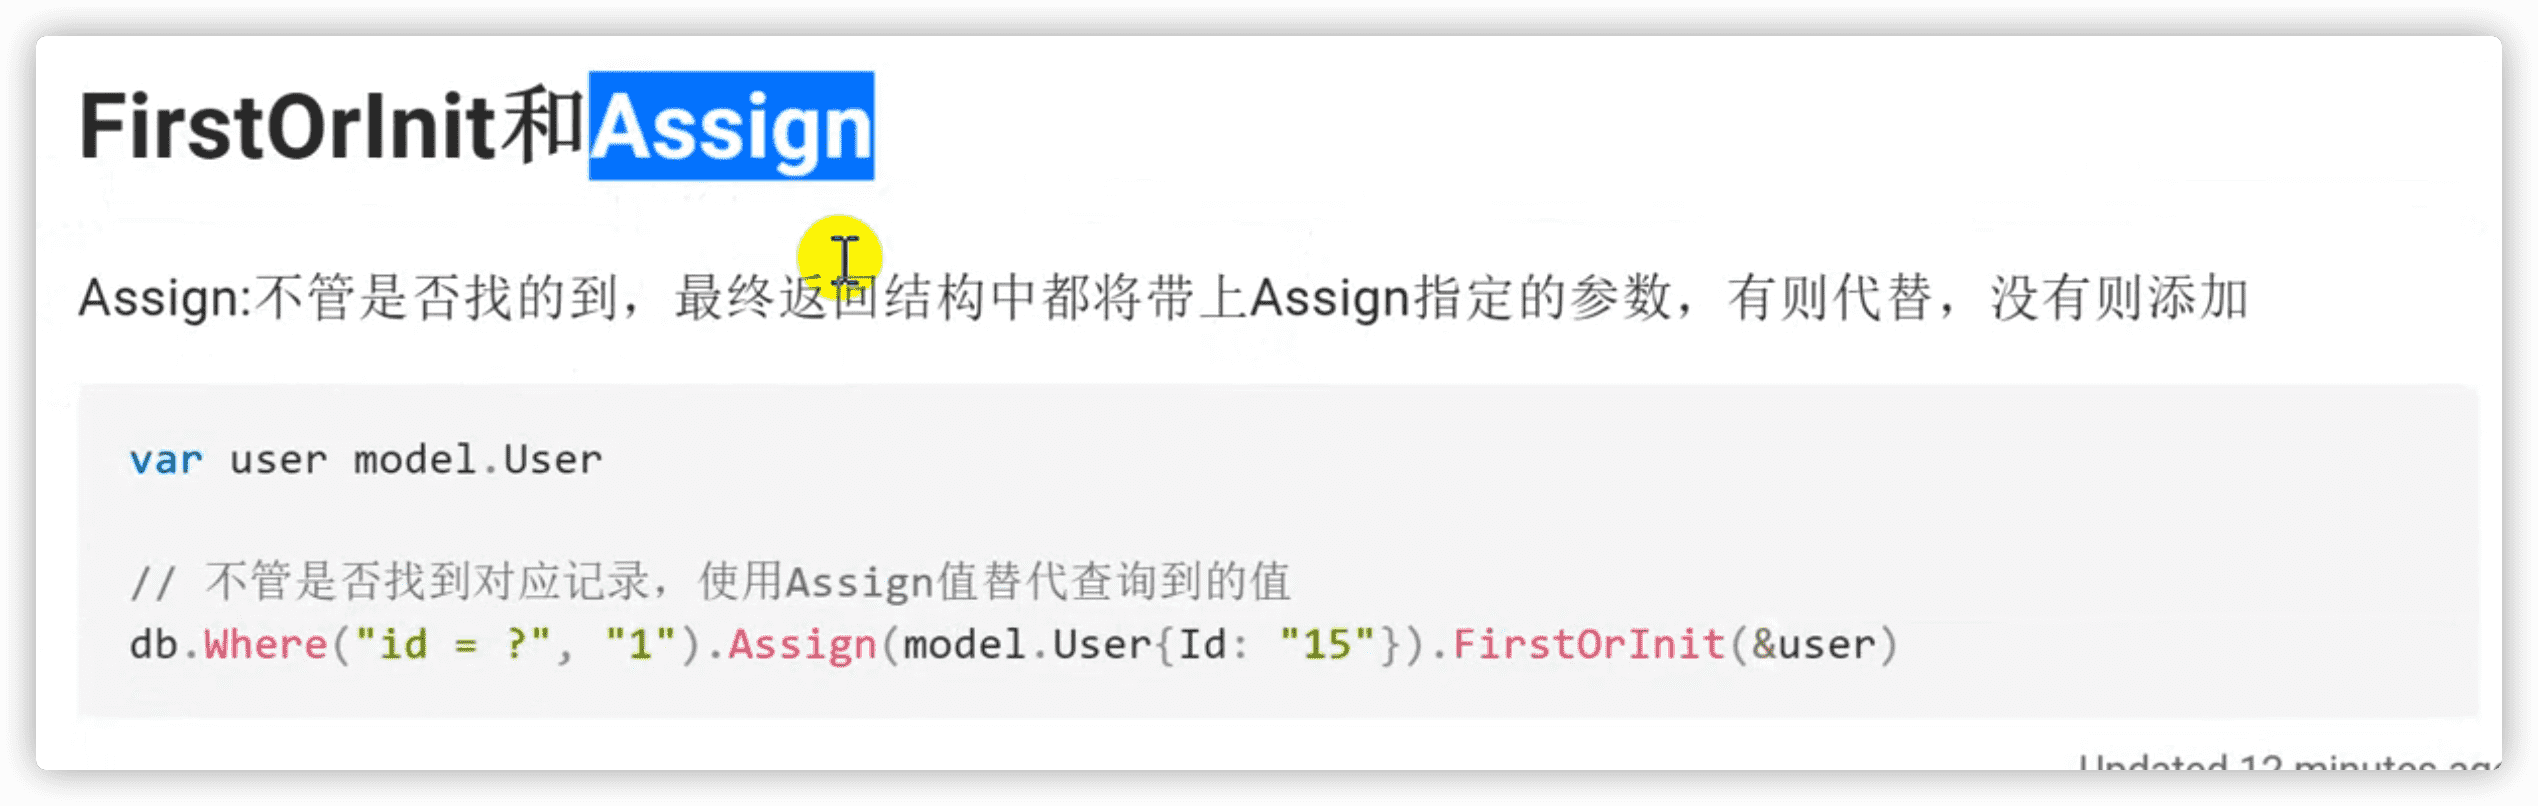 FirstOrInit和Assign
Assign:不管是否找的到，最终返回结构中都将带上Assign指定的参数，有则代替，没有则添加
var user model.User
// 不管是否找到对应记录，使用Assign值替代查询到的值
db.Where("id = ?", "1").Assign(model.User{Id: "15"}).FirstOrInit(&user)
Updated 12 minutes ago